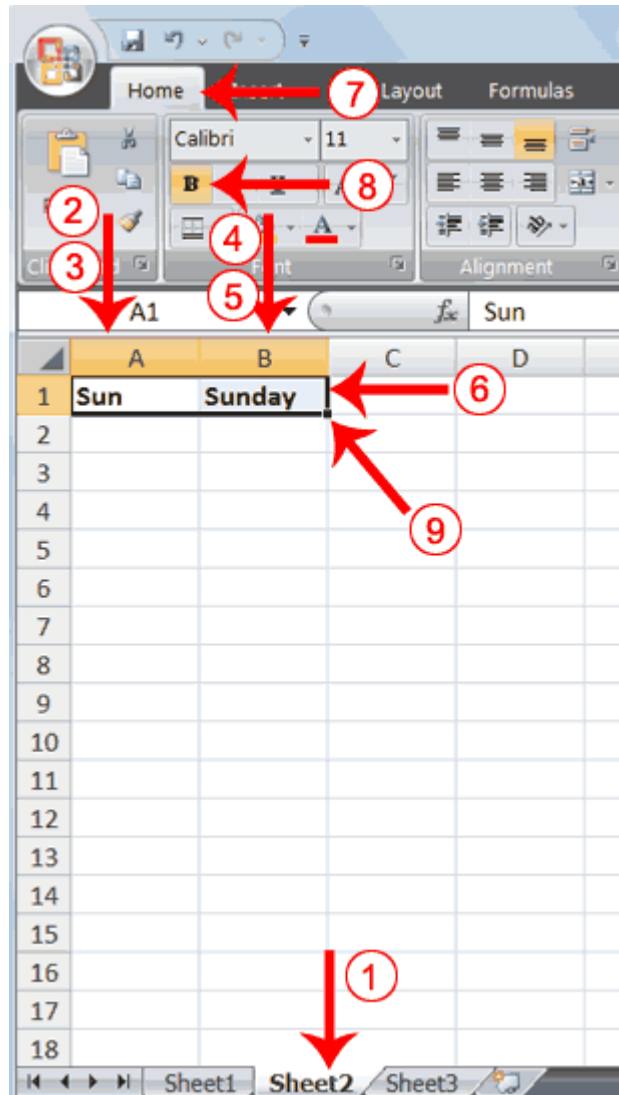 Home Layout Formulas
7
Calibri 11
B 8
2 4 A
3 Font Alignment
A1 5 fx Sun
A B C D
1 Sun Sunday 6
2
3
4
9
5
6
7
8
9
10
11
12
13
14
15
16 1
17
18
Sheet1 Sheet2 Sheet3